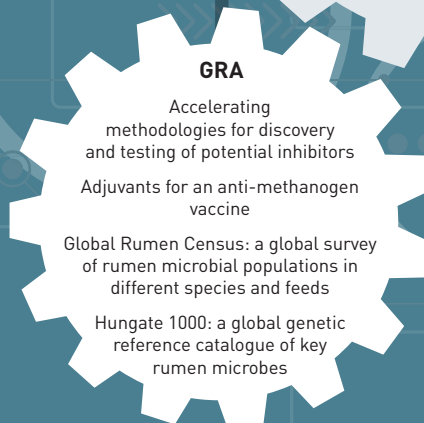 GRA
Accelerating
methodologies for discovery
and testing of potential inhibitors
Adjuvants for an anti-methanogen
vaccine
Global Rumen Census: a global survey
of rumen microbial populations in
different species and feeds
Hungate 1000: a global genetic
reference catalogue of key
rumen microbes